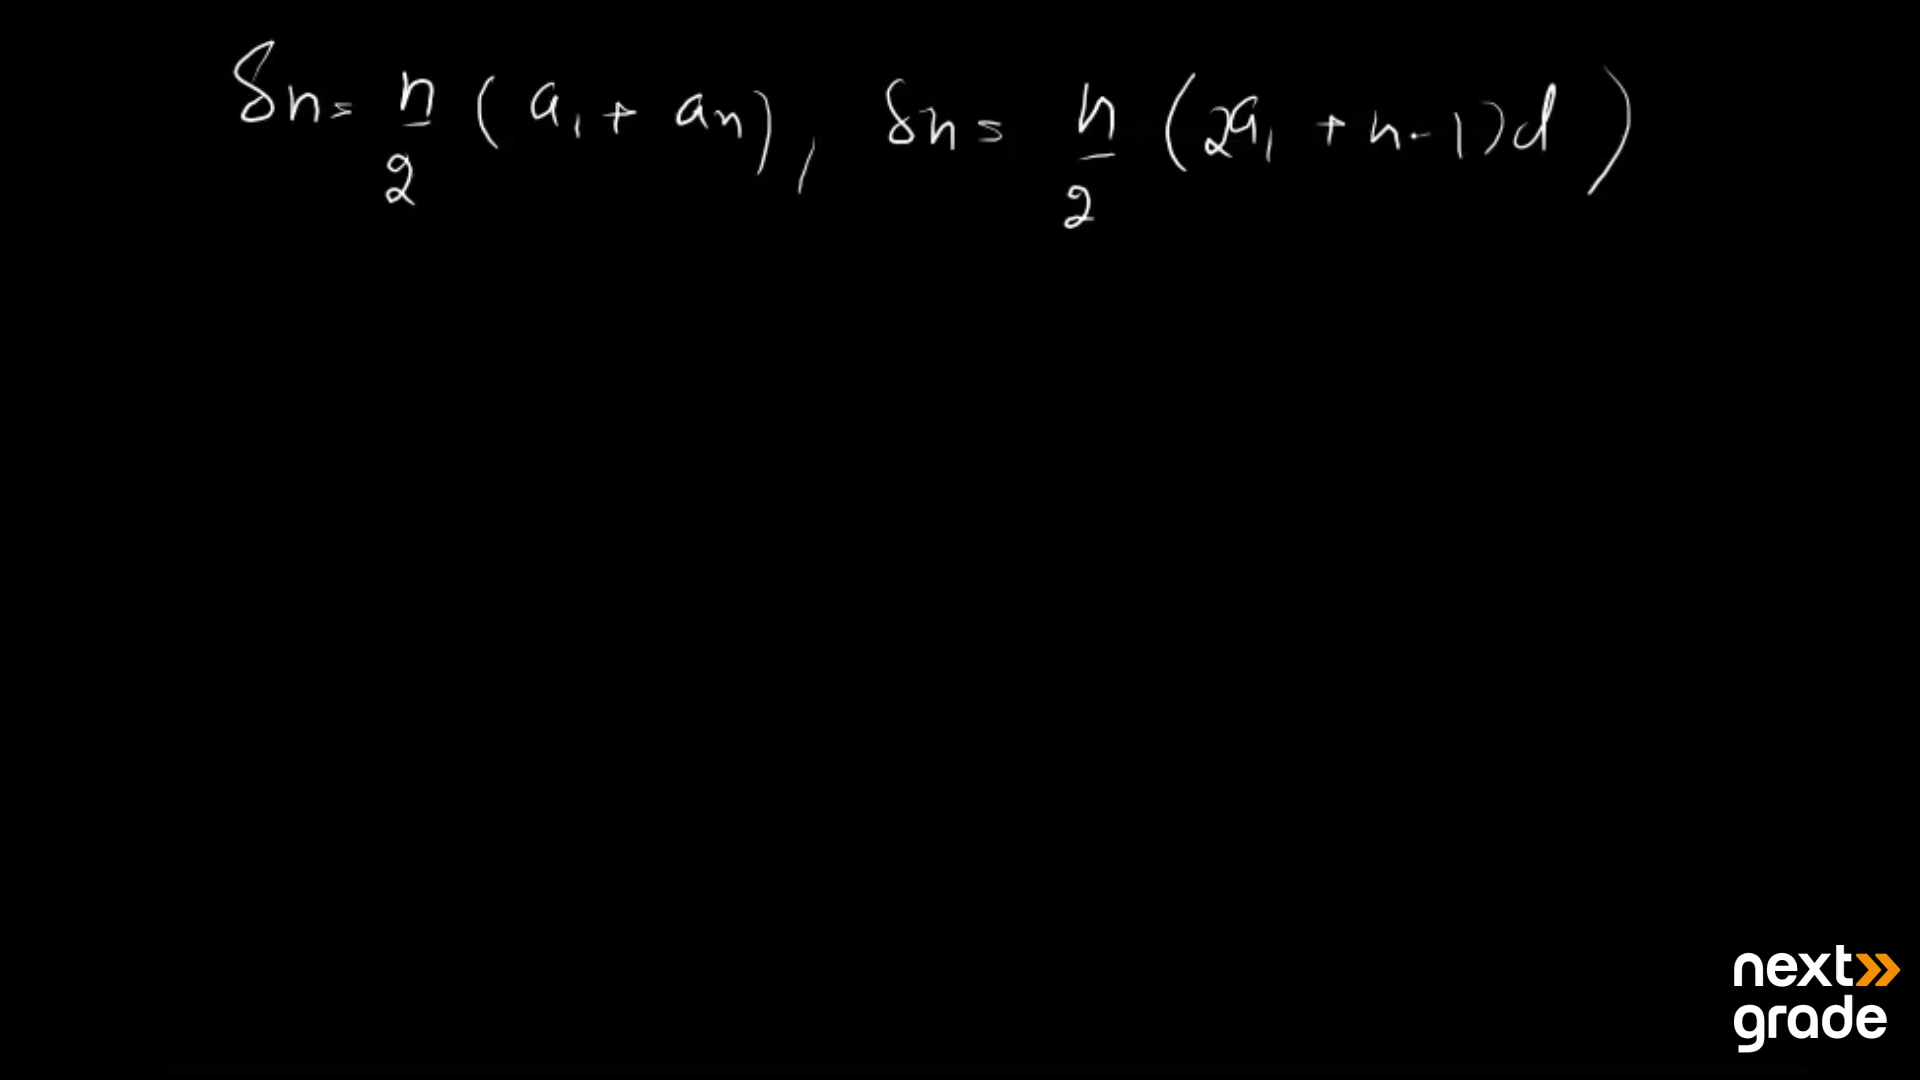 Sn = n/2 (a₁ + an), Sn = n/2 (2a₁ + n-1)d)
next
grade